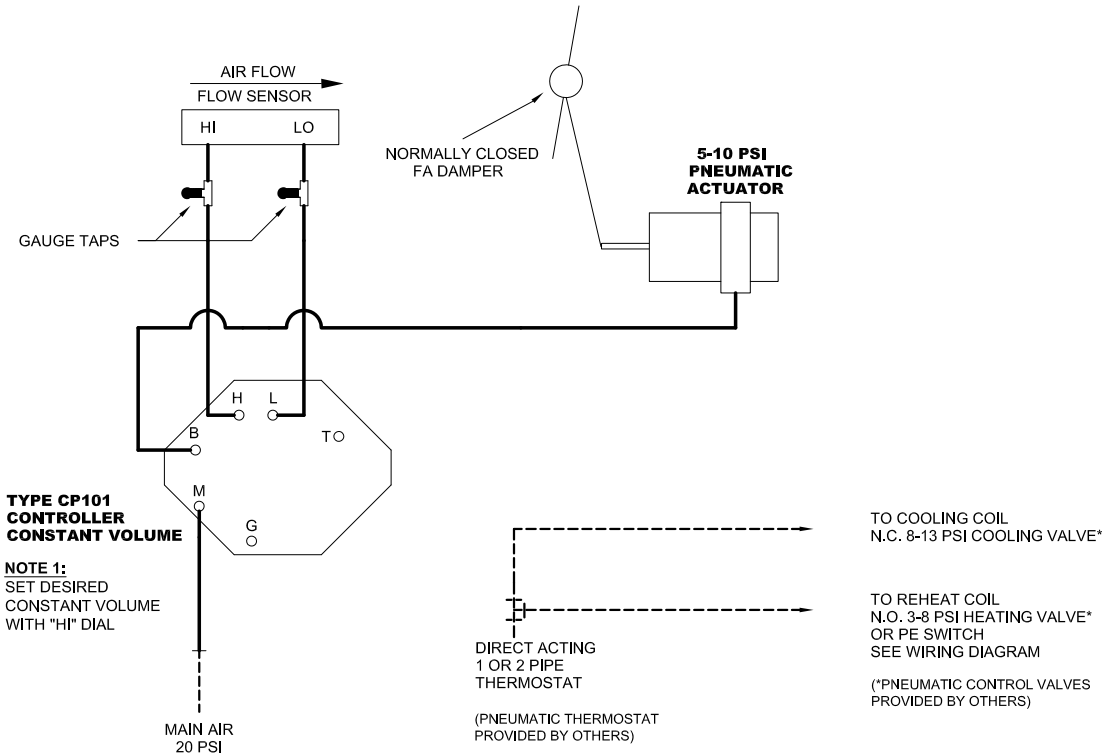 AIR FLOW
FLOW SENSOR
HI
LO
GAUGE TAPS
NORMALLY CLOSED
FA DAMPER
5-10 PSI
PNEUMATIC
ACTUATOR
H
L
B
T
M
G
TYPE CP101
CONTROLLER
CONSTANT VOLUME
NOTE 1:
SET DESIRED
CONSTANT VOLUME
WITH "HI" DIAL
MAIN AIR
20 PSI
DIRECT ACTING
1 OR 2 PIPE
THERMOSTAT
(PNEUMATIC THERMOSTAT
PROVIDED BY OTHERS)
TO COOLING COIL
N.C. 8-13 PSI COOLING VALVE*
TO REHEAT COIL
N.O. 3-8 PSI HEATING VALVE*
OR PE SWITCH
SEE WIRING DIAGRAM
(*PNEUMATIC CONTROL VALVES
PROVIDED BY OTHERS)